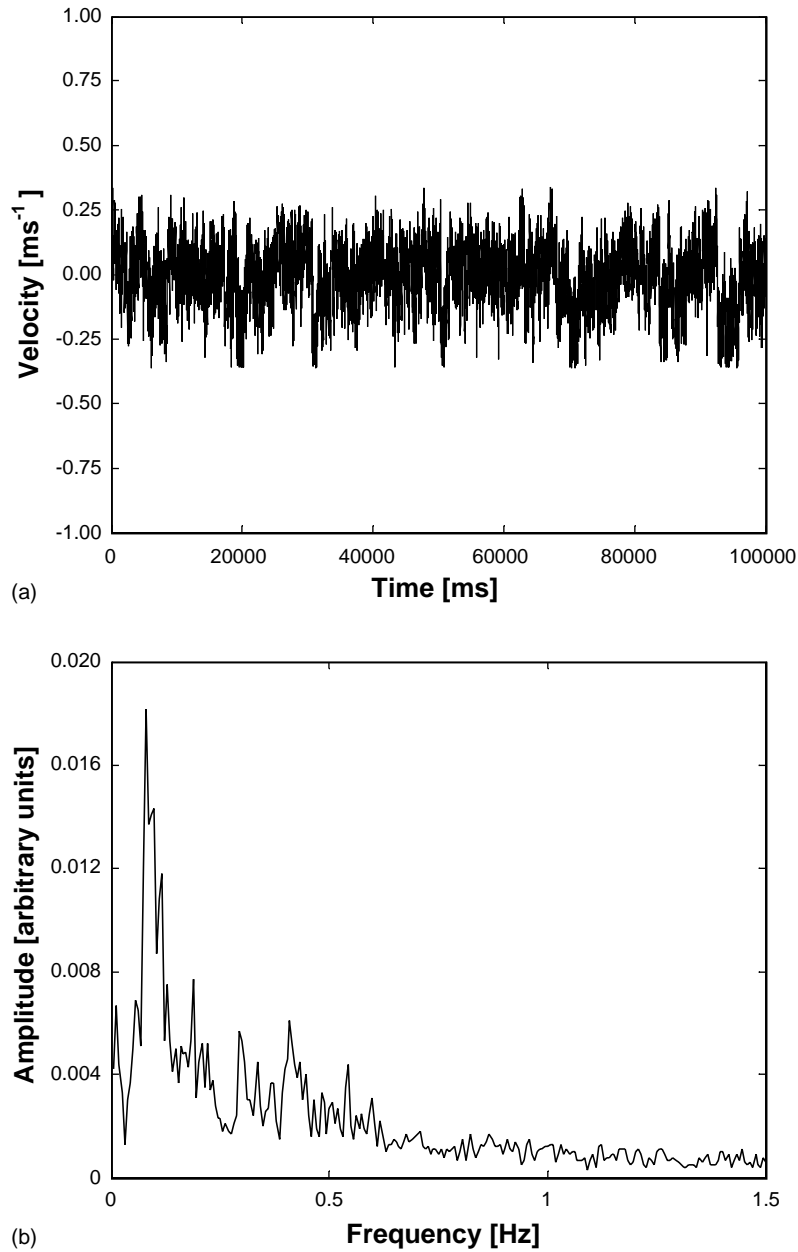 1.00
0.75
0.50
0.25
0.00
-0.25
-0.50
-0.75
-1.00
Velocity [ms-1 ]
0 20000 40000 60000 80000 100000
Time [ms]
(a)
0.020
0.016
0.012
0.008
0.004
0
Amplitude [arbitrary units]
0 0.5 1 1.5
Frequency [Hz]
(b)